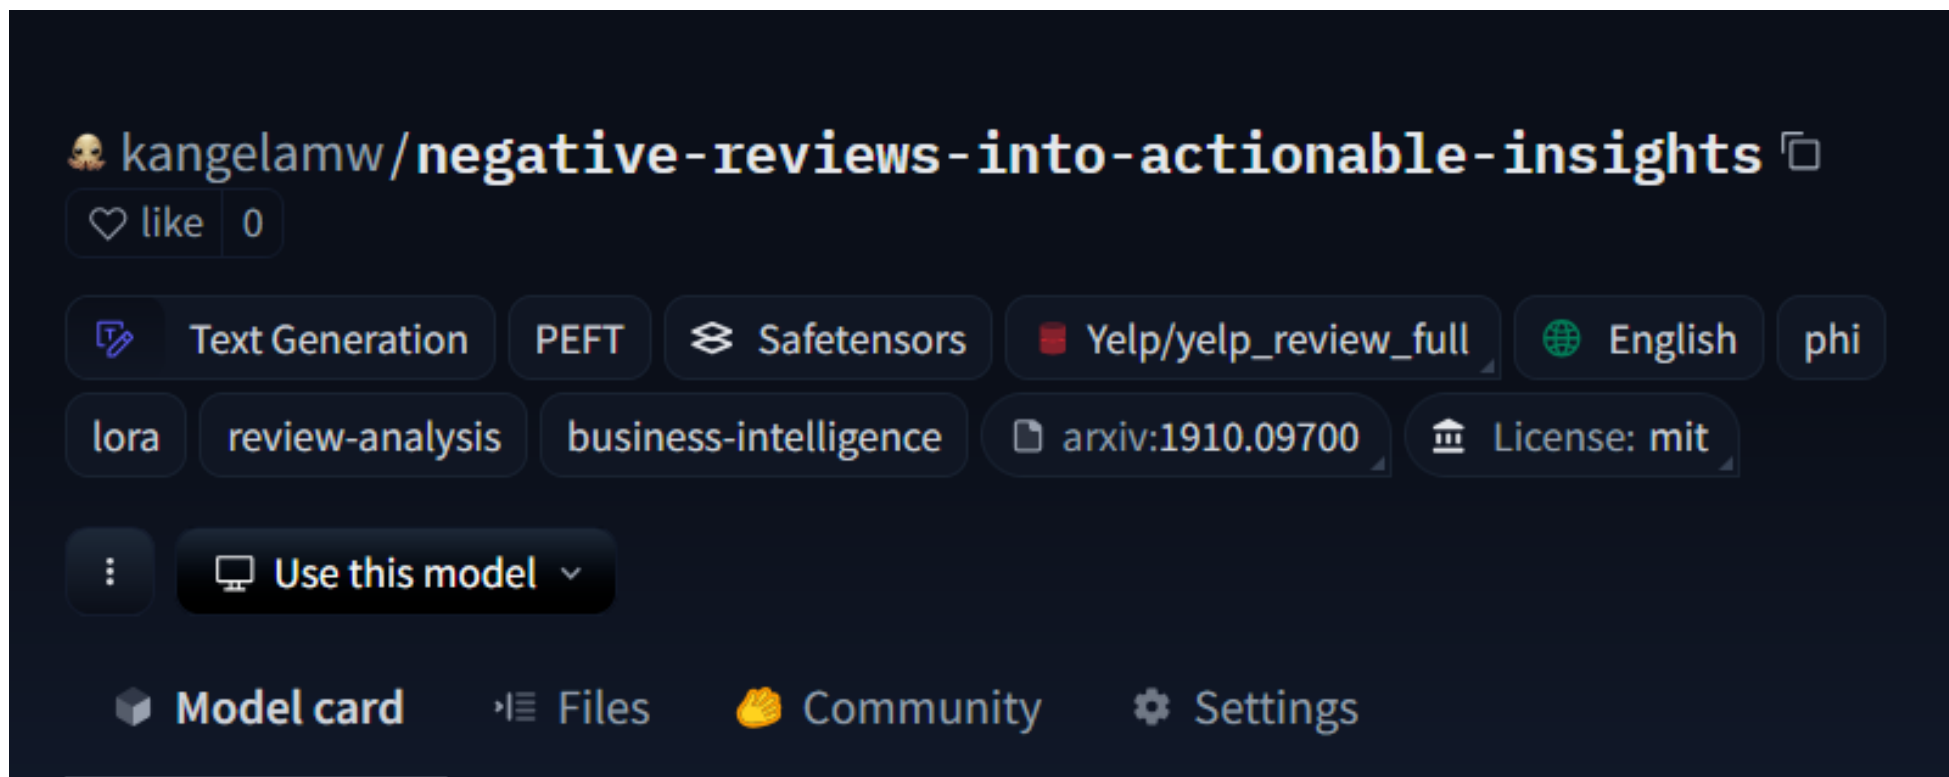 kangelamw/negative-reviews-into-actionable-insights
like 0
Text Generation PEFT Safetensors Yelp/yelp_review_full English phi
lora review-analysis business-intelligence arxiv:1910.09700 License: mit
Use this model
Model card Files Community Settings